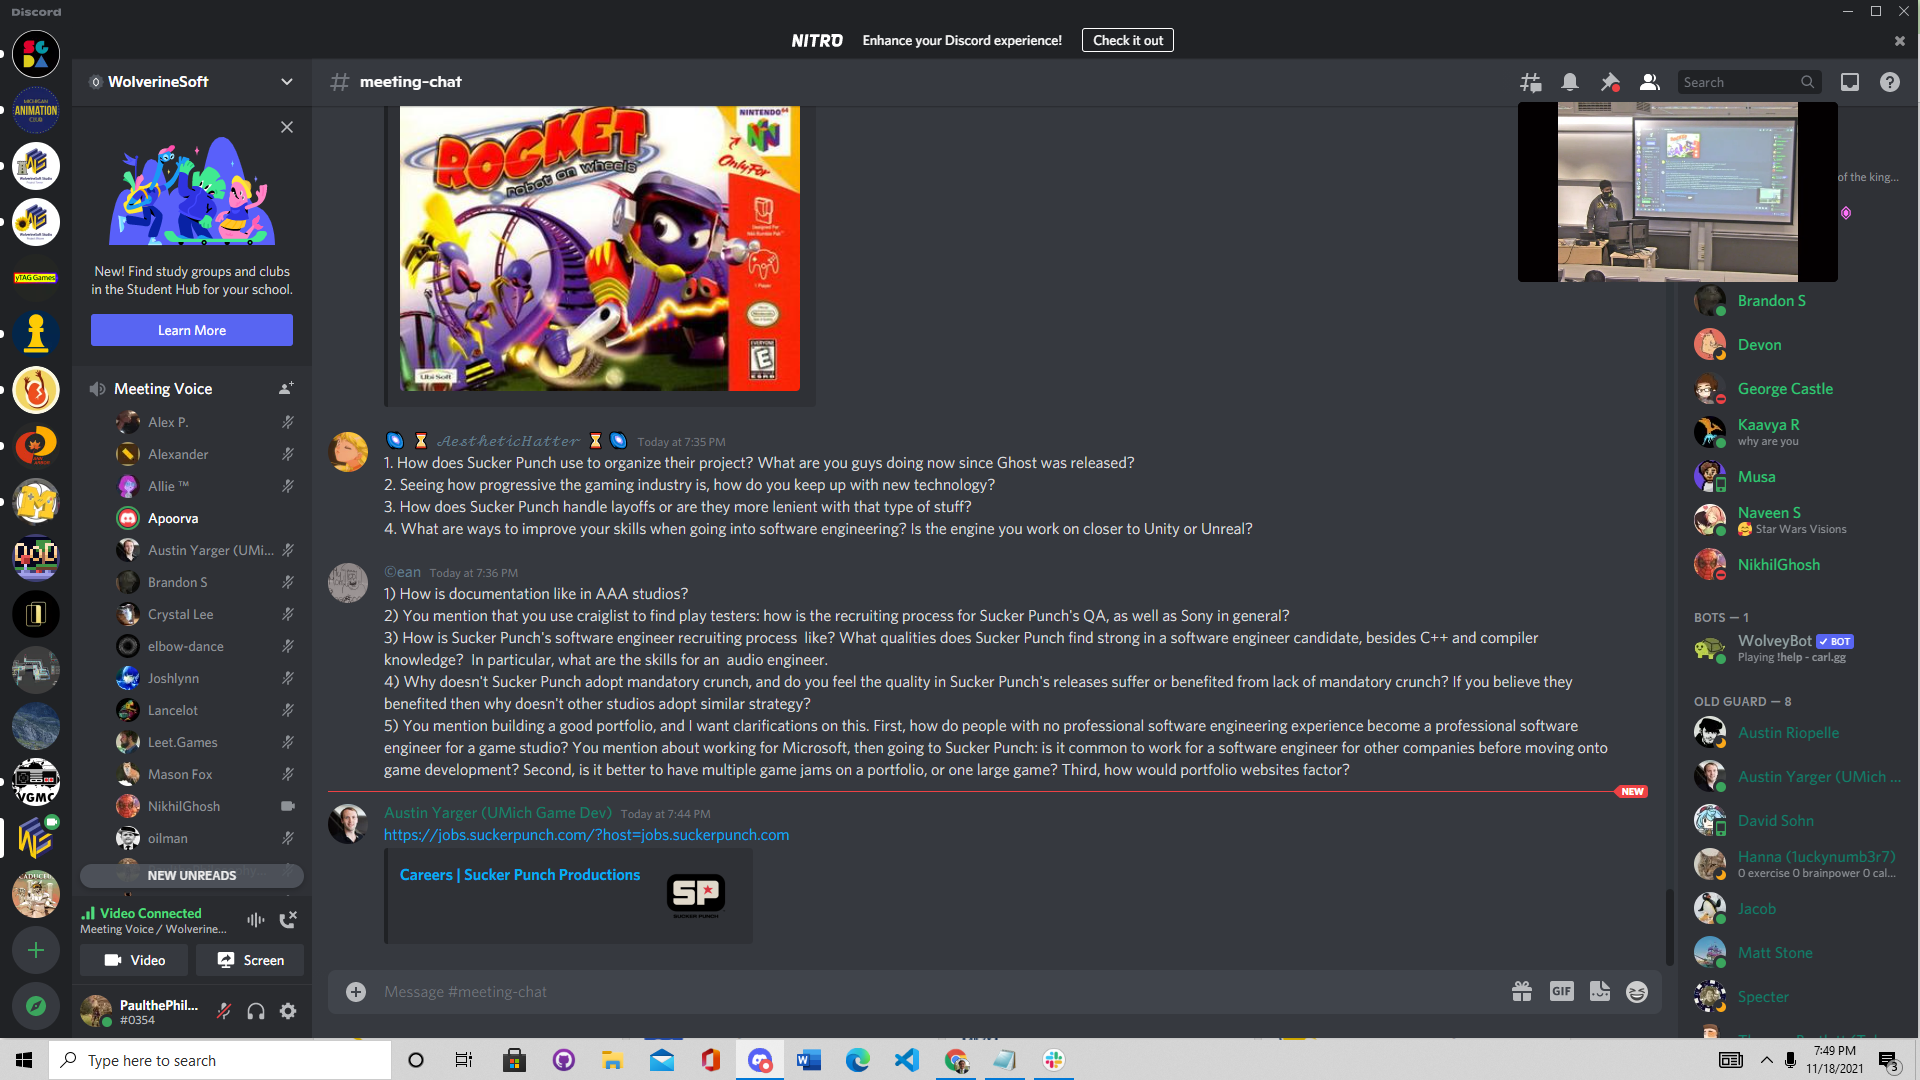 Discord
NITRO Enhance your Discord experience! Check it out
WolverineSoft
# meeting-chat
Search
MICHIGAN
ANIMATION
CLUB
yTAG Games
VGMC
New! Find study groups and clubs
in the Student Hub for your school.
Learn More
Meeting Voice
Alex P.
Alexander
Allie ™
Apoorva
Austin Yarger (UMi...
Brandon S
Crystal Lee
elbow-dance
Joshlynn
Lancelot
Leet.Games
Mason Fox
NikhilGhosh
oilman
NEW UNREADS
Video Connected
Meeting Voice / Wolverine...
Video
Screen
PaulthePhil...
#0354
ROCKET
robot on wheels
NINTENDO 64
Only For
EVERYONE
E
ESRB
Ubi Soft
AestheticHatter Today at 7:35 PM
1. How does Sucker Punch use to organize their project? What are you guys doing now since Ghost was released?
2. Seeing how progressive the gaming industry is, how do you keep up with new technology?
3. How does Sucker Punch handle layoffs or are they more lenient with that type of stuff?
4. What are ways to improve your skills when going into software engineering? Is the engine you work on closer to Unity or Unreal?
©ean Today at 7:36 PM
1) How is documentation like in AAA studios?
2) You mention that you use craiglist to find play testers: how is the recruiting process for Sucker Punch's QA, as well as Sony in general?
3) How is Sucker Punch's software engineer recruiting process like? What qualities does Sucker Punch find strong in a software engineer candidate, besides C++ and compiler
knowledge? In particular, what are the skills for an audio engineer.
4) Why doesn't Sucker Punch adopt mandatory crunch, and do you feel the quality in Sucker Punch's releases suffer or benefited from lack of mandatory crunch? If you believe they
benefited then why doesn't other studios adopt similar strategy?
5) You mention building a good portfolio, and I want clarifications on this. First, how do people with no professional software engineering experience become a professional software
engineer for a game studio? You mention about working for Microsoft, then going to Sucker Punch: is it common to work for a software engineer for other companies before moving onto
game development? Second, is it better to have multiple game jams on a portfolio, or one large game? Third, how would portfolio websites factor?
NEW
Austin Yarger (UMich Game Dev) Today at 7:44 PM
https://jobs.suckerpunch.com/?host=jobs.suckerpunch.com
Careers | Sucker Punch Productions
SP
SUCKER PUNCH
Message #meeting-chat
GIF
of the king...
Brandon S
Devon
George Castle
Kaavya R
why are you
Musa
Naveen S
Star Wars Visions
NikhilGhosh
BOTS — 1
WolveyBot BOT
Playing !help - carl.gg
OLD GUARD — 8
Austin Riopelle
Austin Yarger (UMich ...
David Sohn
Hanna (1uckynumb3r7)
0 exercise 0 brainpower 0 cal...
Jacob
Matt Stone
Specter
Type here to search
7:49 PM
11/18/2021
3